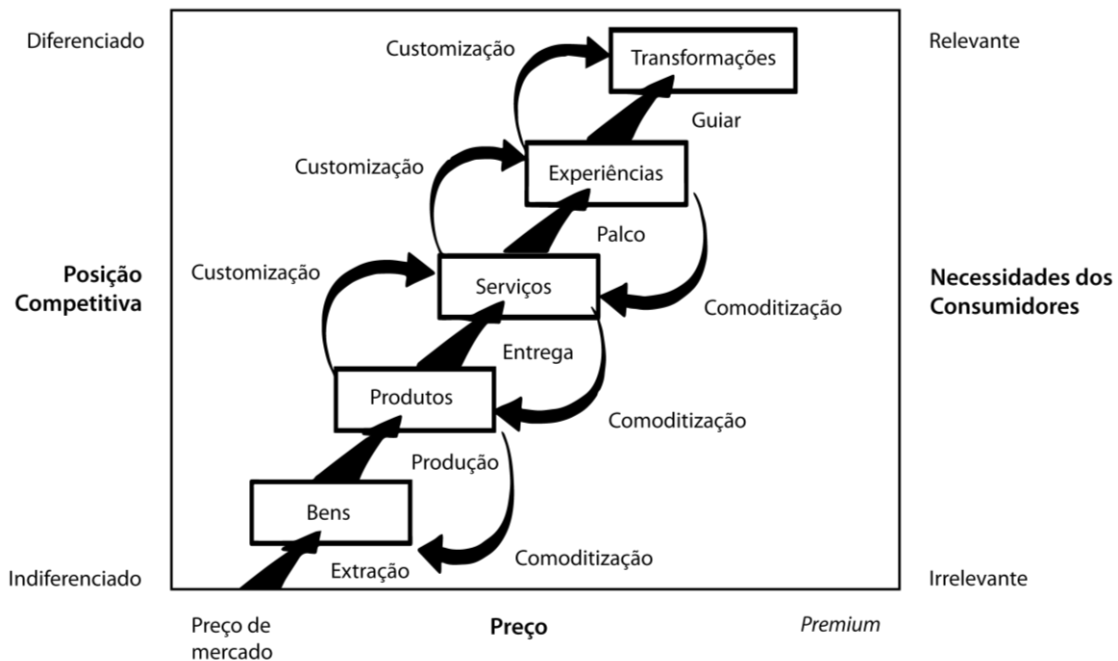 Diferenciado
Customização
Transformações
Relevante
Guiar
Customização
Experiências
Palco
Posição
Competitiva
Customização
Serviços
Necessidades dos
Consumidores
Comoditização
Entrega
Produtos
Comoditização
Produção
Bens
Comoditização
Extração
Indiferenciado
Irrelevante
Preço de
mercado
Preço
Premium